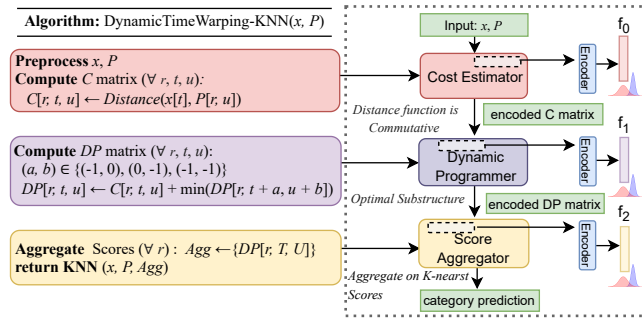 Algorithm: DynamicTimeWarping-KNN(x, P)
Preprocess x, P
Compute C matrix (∀ r, t, u):
C[r, t, u] ← Distance(x[t], P[r, u])
Compute DP matrix (∀ r, t, u):
(a, b) ∈ {(-1, 0), (0, -1), (-1, -1)}
DP[r, t, u] ← C[r, t, u] + min(DP[r, t + a, u + b])
Aggregate Scores (∀ r) : Agg ←{DP[r, T, U]}
return KNN (x, P, Agg)
Input: x, P
Cost Estimator
Encoder
f0
Distance function is
Commutative
encoded C matrix
Dynamic
Programmer
Encoder
f1
Optimal Substructure
encoded DP matrix
Score
Aggregator
Encoder
f2
Aggregate on K-nearst
Scores
category prediction